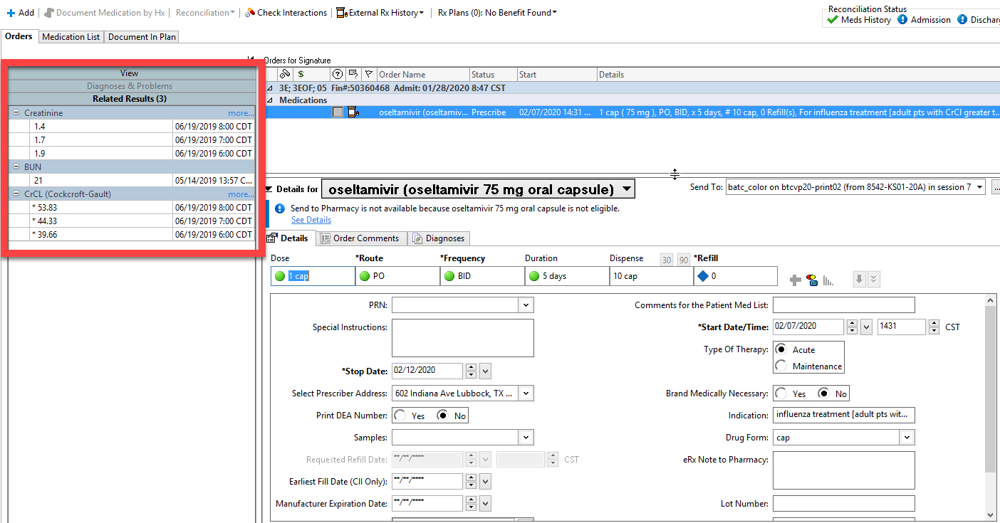 Add Document Medication by Hx Reconciliation Check Interactions External Rx History Rx Plans (0): No Benefit Found
Reconciliation Status
Meds History Admission Discharg
Orders Medication List Document In Plan
Orders for Signature
View
Diagnoses & Problems
Related Results (3)
Creatinine more...
1.4 06/19/2019 8:00 CDT
1.7 06/19/2019 7:00 CDT
1.9 06/19/2019 6:00 CDT
BUN
21 05/14/2019 13:57 C...
CrCL (Cockcroft-Gault) more...
* 53.83 06/19/2019 8:00 CDT
* 44.33 06/19/2019 7:00 CDT
* 39.66 06/19/2019 6:00 CDT
$ Order Name Status Start Details
3E; 3EOF; 05 Fin#:50360468 Admit: 01/28/2020 8:47 CST
Medications
oseltamivir (oseltamiv... Prescribe 02/07/2020 14:31 ... 1 cap ( 75 mg ), PO, BID, x 5 days, # 10 cap, 0 Refill(s), For influenza treatment [adult pts with CrCl greater t...
Details for oseltamivir (oseltamivir 75 mg oral capsule) Send To: batc_color on btcvp20-print02 (from 8542-KS01-20A) in session 7 ...
Send to Pharmacy is not available because oseltamivir 75 mg oral capsule is not eligible.
See Details
Details Order Comments Diagnoses
Dose *Route *Frequency Duration Dispense 30 90 *Refill
1 cap PO BID 5 days 10 cap 0
PRN: Comments for the Patient Med List:
Special Instructions: *Start Date/Time: 02/07/2020 1431 CST
Type Of Therapy: Acute
Maintenance
*Stop Date: 02/12/2020
Select Prescriber Address: 602 Indiana Ave Lubbock, TX ... Brand Medically Necessary: Yes No
Print DEA Number: Yes No Indication: influenza treatment [adult pts wit...
Samples: Drug Form: cap
Requested Refill Date: **/**/**** CST eRx Note to Pharmacy:
Earliest Fill Date (CII Only): **/**/****
Manufacturer Expiration Date: **/**/**** Lot Number: